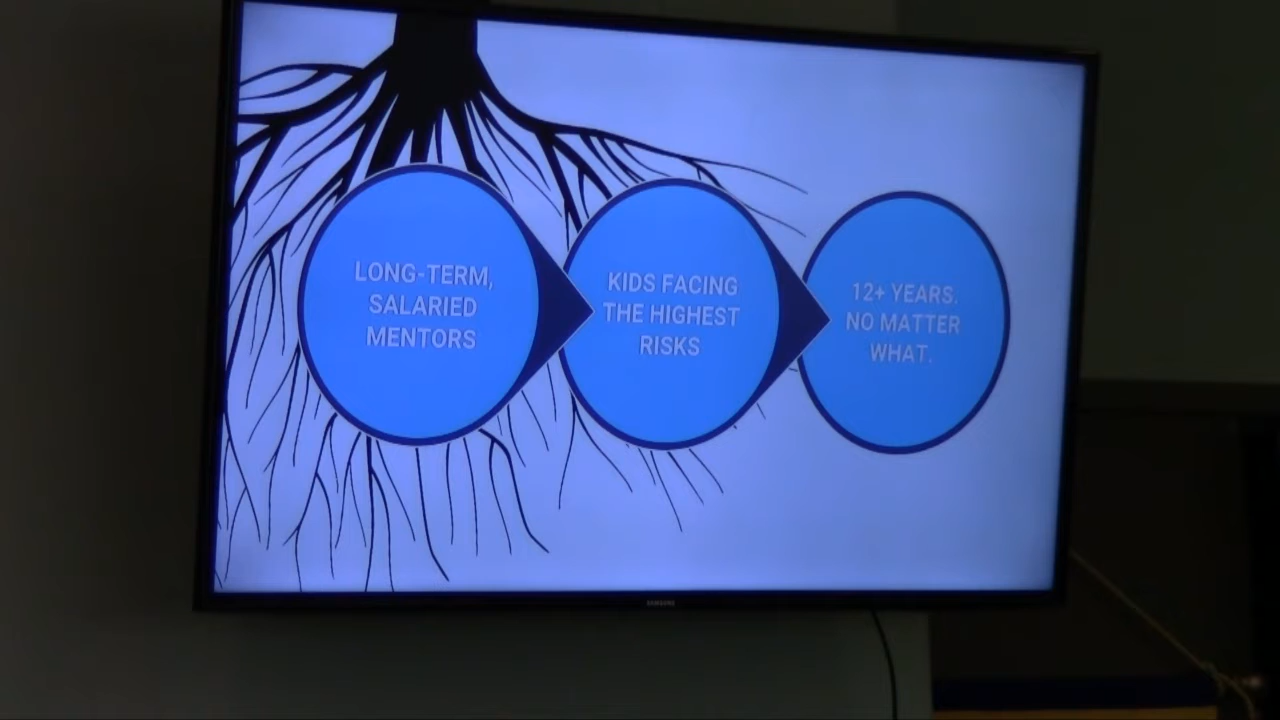 LONG-TERM,
SALARIED
MENTORS
KIDS FACING
THE HIGHEST
RISKS
12+ YEARS.
NO MATTER
WHAT.
SAMSUNG